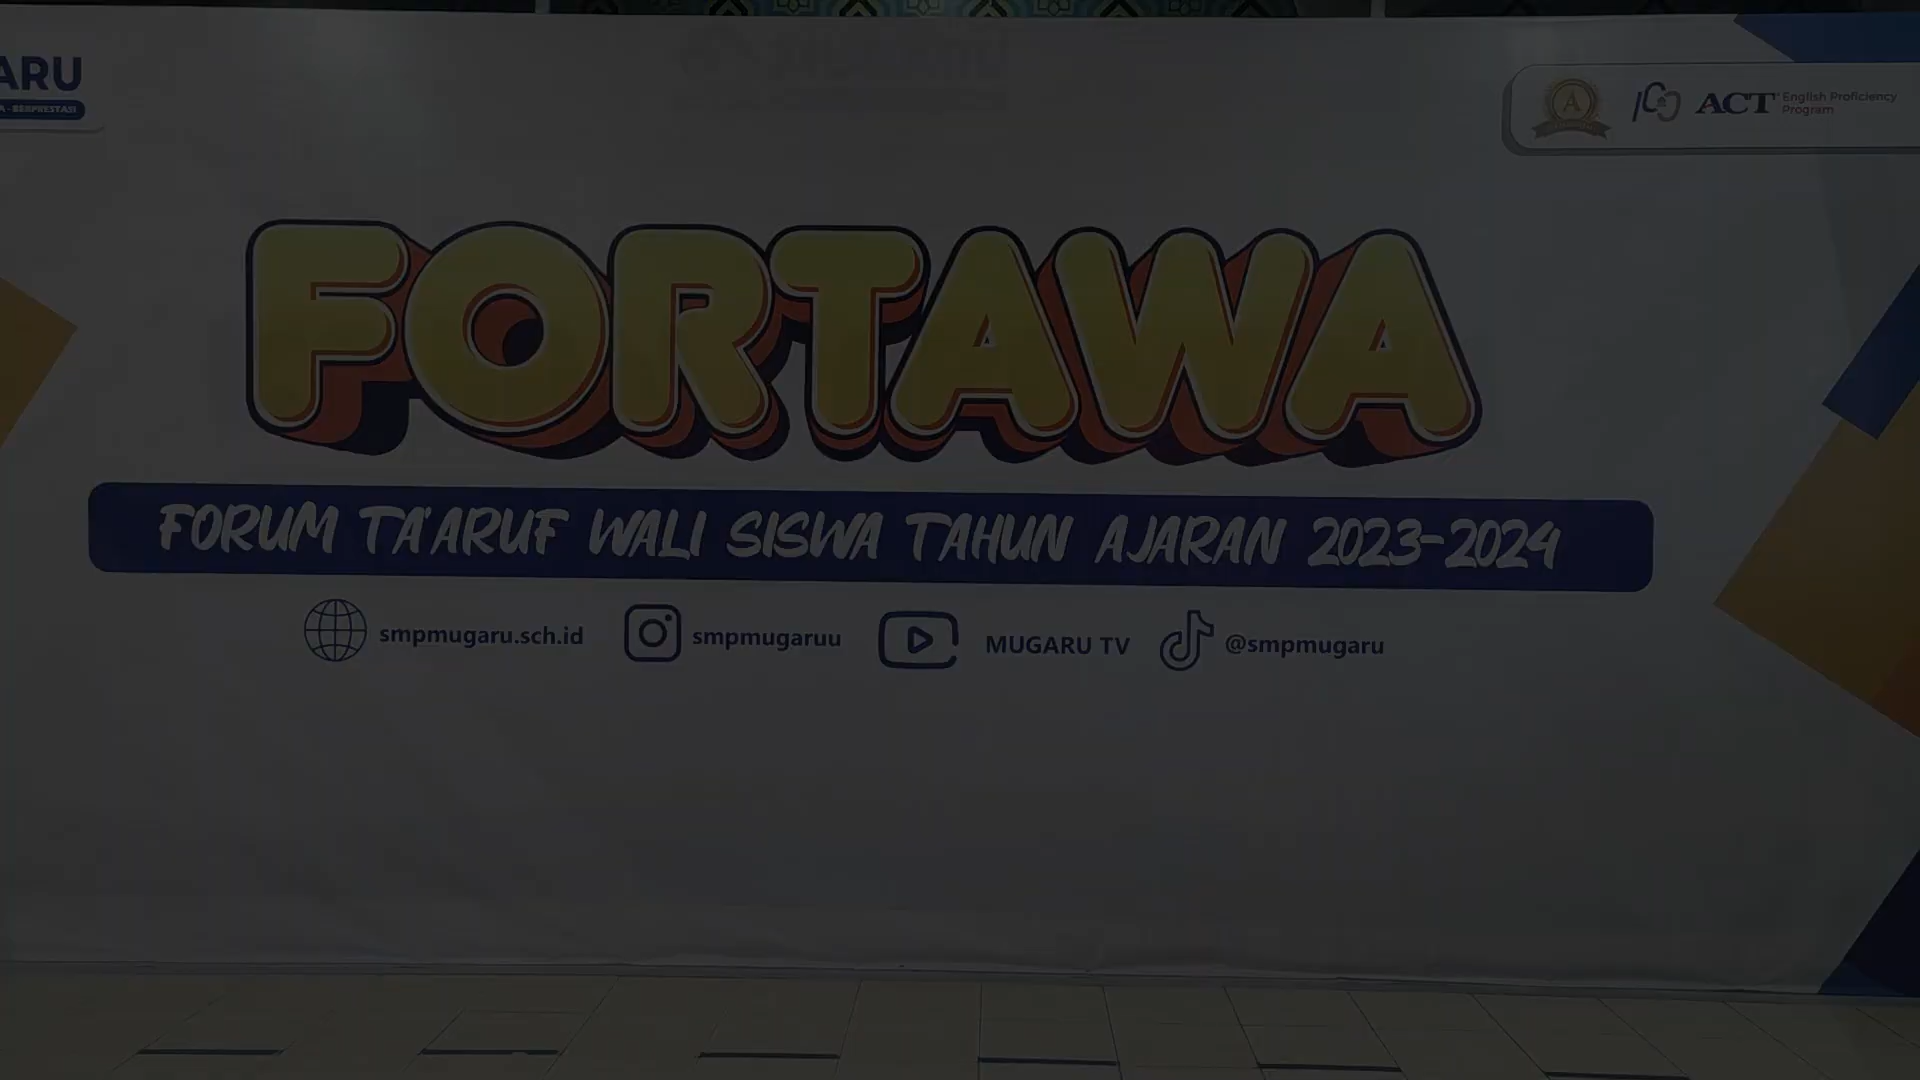 ARU
A - BERPRESTASI
A
ACT English Proficiency Program
FORTAWA
FORUM TA'ARUF WALI SISWA TAHUN AJARAN 2023-2024
smpmugaru.sch.id smpmugaruu MUGARU TV @smpmugaru